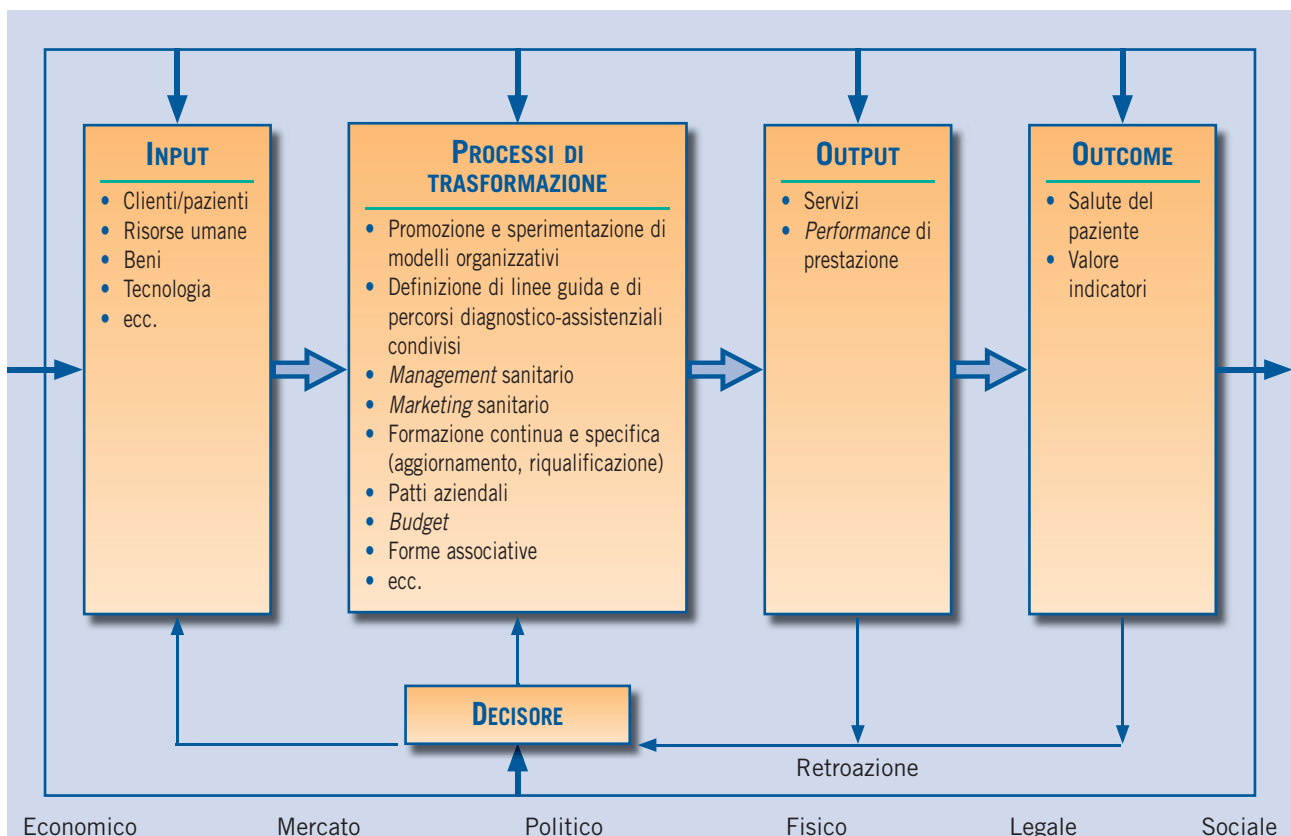 INPUT
• Clienti/pazienti
• Risorse umane
• Beni
• Tecnologia
• ecc.
PROCESSI DI
TRASFORMAZIONE
• Promozione e sperimentazione di
modelli organizzativi
• Definizione di linee guida e di
percorsi diagnostico-assistenziali
condivisi
• Management sanitario
• Marketing sanitario
• Formazione continua e specifica
(aggiornamento, riqualificazione)
• Patti aziendali
• Budget
• Forme associative
• ecc.
OUTPUT
• Servizi
• Performance di
prestazione
OUTCOME
• Salute del
paziente
• Valore
indicatori
DECISORE
Retroazione
Economico Mercato Politico Fisico Legale Sociale